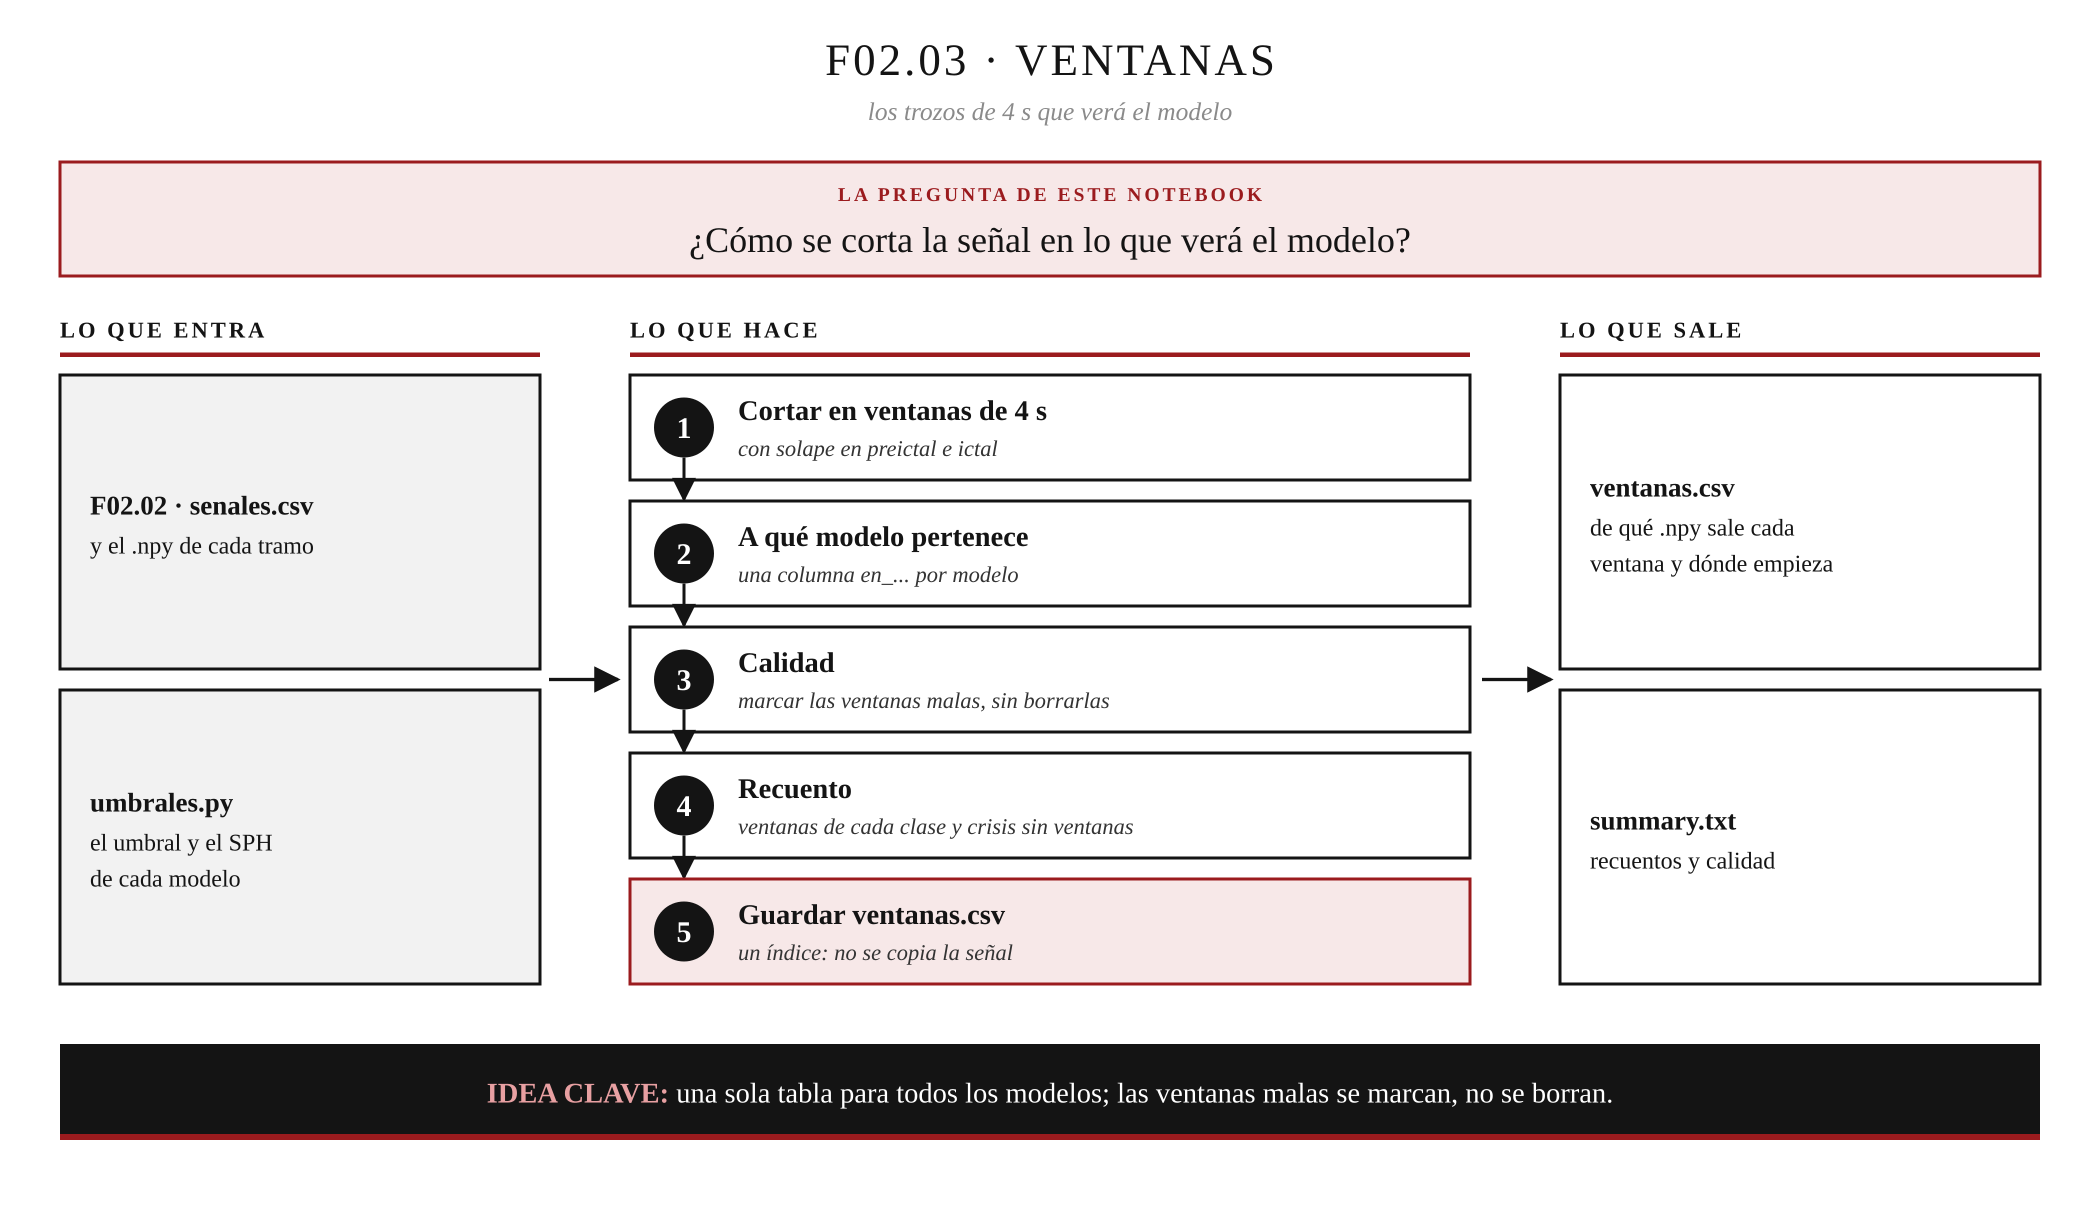 F02.03 · VENTANAS
los trozos de 4 s que verá el modelo
LA PREGUNTA DE ESTE NOTEBOOK
¿Cómo se corta la señal en lo que verá el modelo?
LO QUE ENTRA
F02.02 · senales.csv
y el .npy de cada tramo
umbrales.py
el umbral y el SPH
de cada modelo
LO QUE HACE
1
Cortar en ventanas de 4 s
con solape en preictal e ictal
2
A qué modelo pertenece
una columna en_... por modelo
3
Calidad
marcar las ventanas malas, sin borrarlas
4
Recuento
ventanas de cada clase y crisis sin ventanas
5
Guardar ventanas.csv
un índice: no se copia la señal
LO QUE SALE
ventanas.csv
de qué .npy sale cada
ventana y dónde empieza
summary.txt
recuentos y calidad
IDEA CLAVE: una sola tabla para todos los modelos; las ventanas malas se marcan, no se borran.